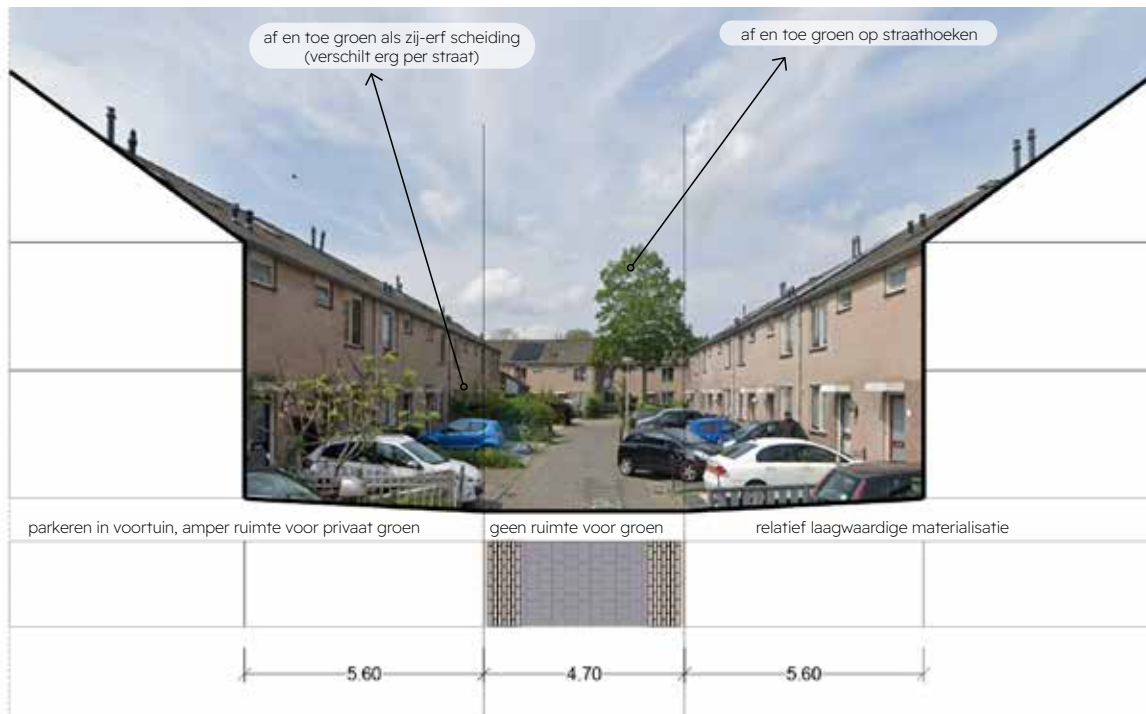 af en toe groen als zij-erf scheiding
(verschilt erg per straat)
af en toe groen op straathoeken
parkeren in voortuin, amper ruimte voor privaat groen
geen ruimte voor groen
relatief laagwaardige materialisatie
5.60
4.70
5.60